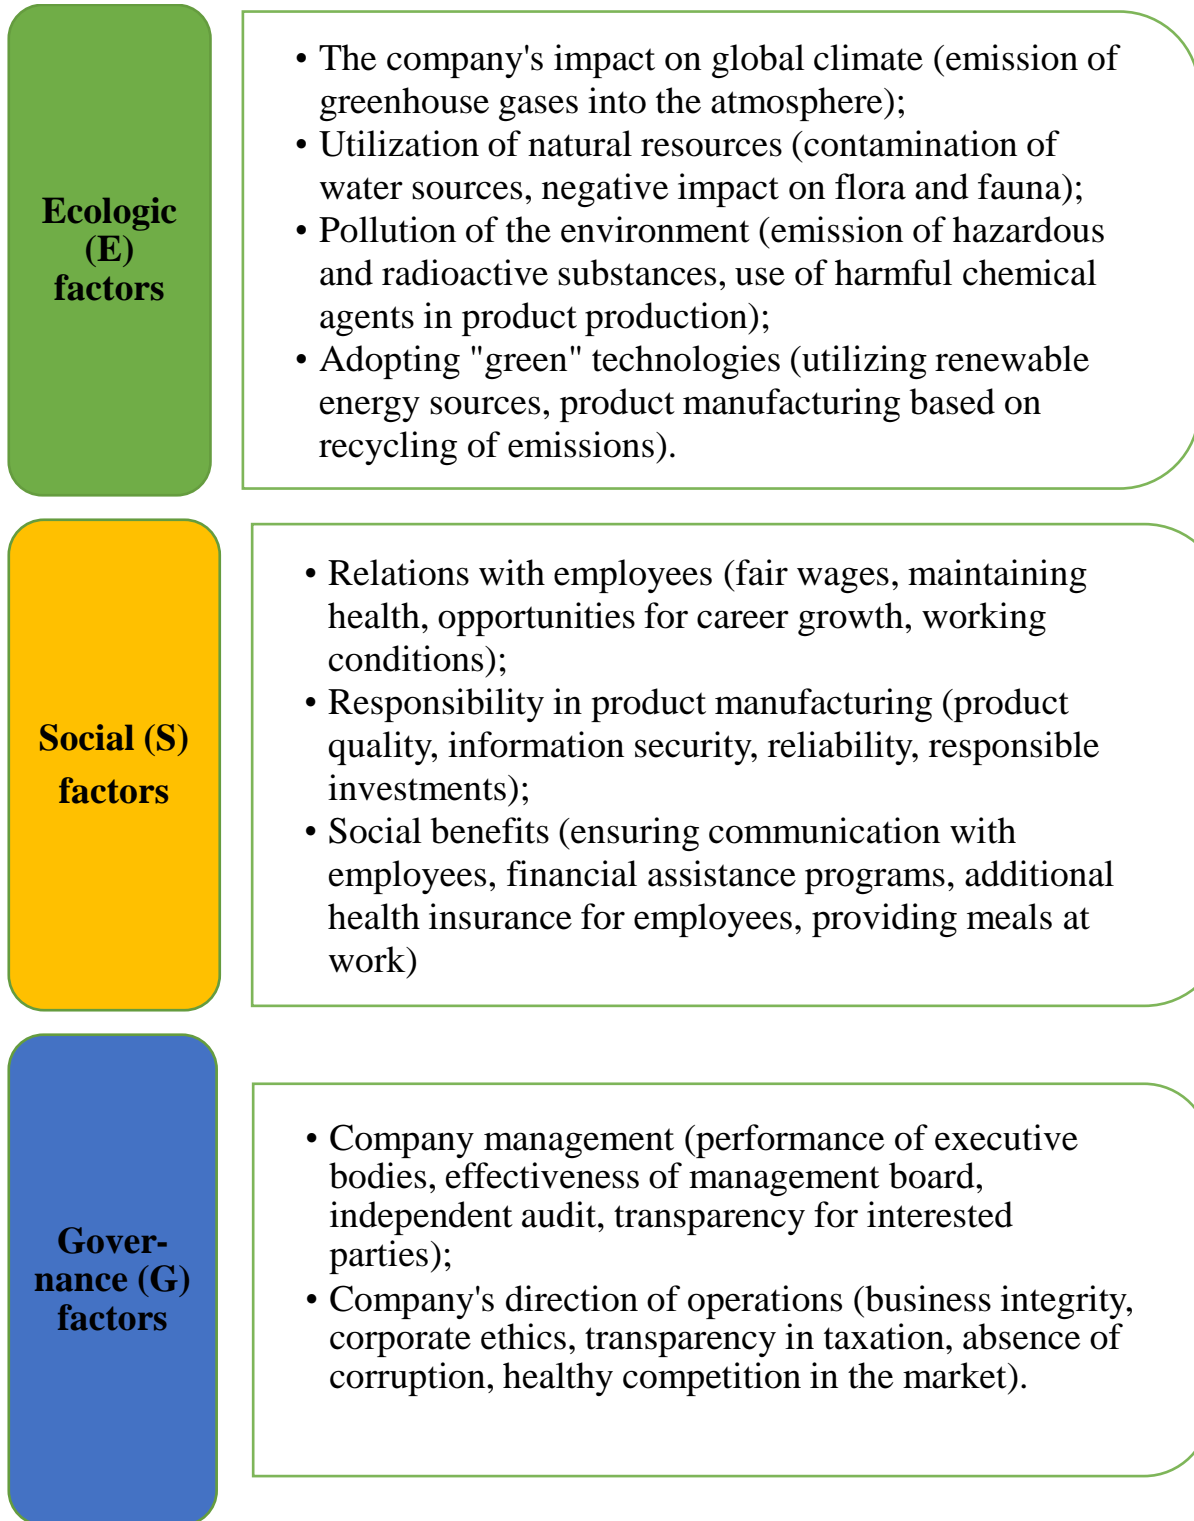 Ecologic
(E)
factors
• The company's impact on global climate (emission of
greenhouse gases into the atmosphere);
• Utilization of natural resources (contamination of
water sources, negative impact on flora and fauna);
• Pollution of the environment (emission of hazardous
and radioactive substances, use of harmful chemical
agents in product production);
• Adopting "green" technologies (utilizing renewable
energy sources, product manufacturing based on
recycling of emissions).
Social (S)
factors
• Relations with employees (fair wages, maintaining
health, opportunities for career growth, working
conditions);
• Responsibility in product manufacturing (product
quality, information security, reliability, responsible
investments);
• Social benefits (ensuring communication with
employees, financial assistance programs, additional
health insurance for employees, providing meals at
work)
Gover-
nance (G)
factors
• Company management (performance of executive
bodies, effectiveness of management board,
independent audit, transparency for interested
parties);
• Company's direction of operations (business integrity,
corporate ethics, transparency in taxation, absence of
corruption, healthy competition in the market).